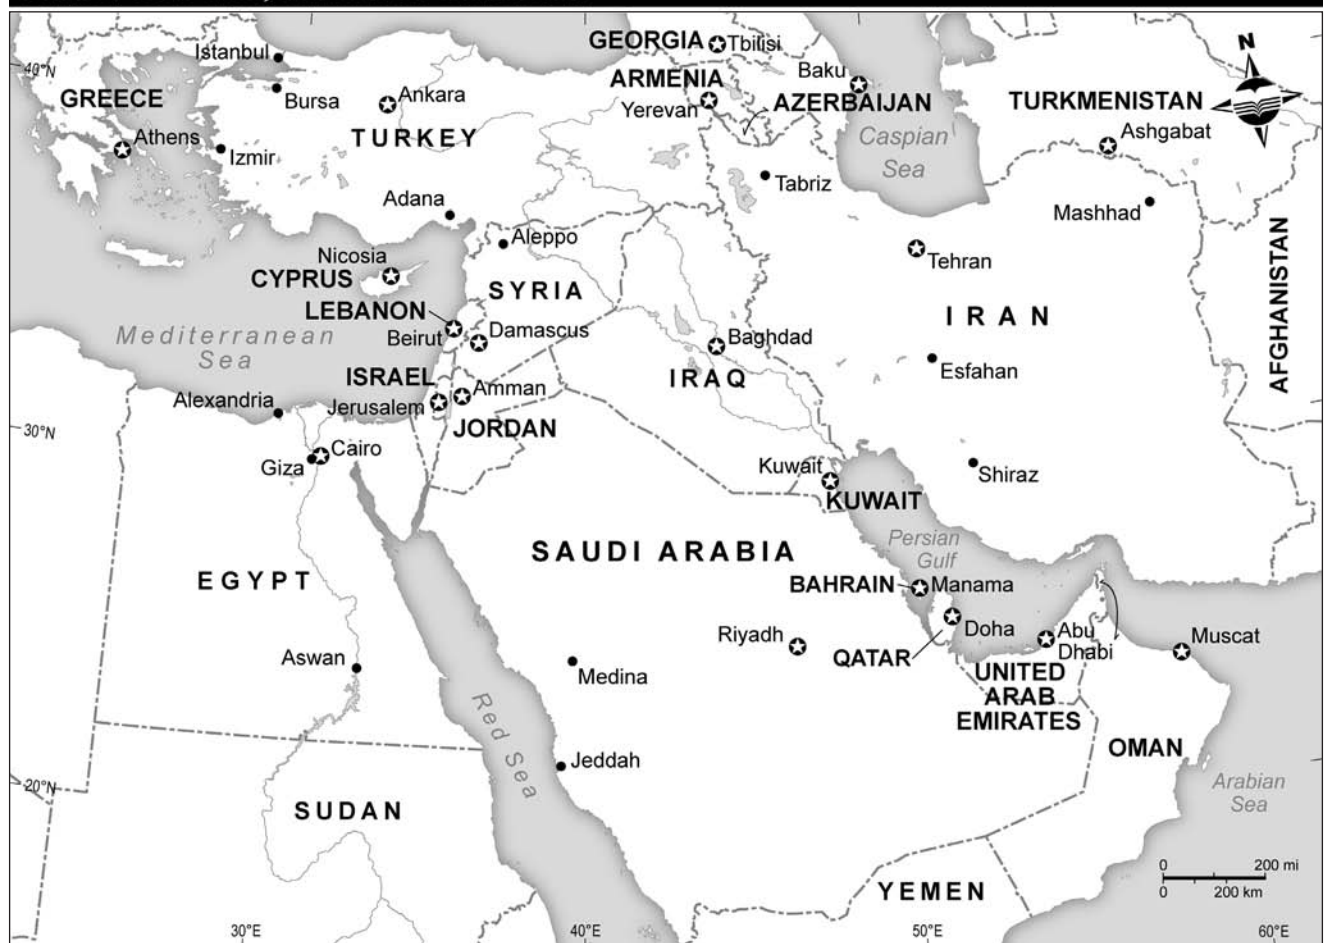 GEORGIA
Tbilisi
Istanbul
40°N
ARMENIA
Baku
N
GREECE
Bursa
Ankara
Yerevan
AZERBAIJAN
TURKMENISTAN
Athens
TURKEY
Caspian
Sea
Ashgabat
Izmir
Tabriz
Adana
Mashhad
Aleppo
Nicosia
Tehran
CYPRUS
SYRIA
AFGHANISTAN
LEBANON
IRAN
Mediterranean
Sea
Beirut
Damascus
Baghdad
ISRAEL
IRAQ
Esfahan
Alexandria
Jerusalem
Amman
30°N
JORDAN
Cairo
Giza
Kuwait
Shiraz
KUWAIT
SAUDI ARABIA
Persian
Gulf
EGYPT
BAHRAIN
Manama
Riyadh
Doha
Abu
Dhabi
Muscat
Aswan
QATAR
Medina
UNITED
ARAB
EMIRATES
Red Sea
OMAN
Jeddah
20°N
Arabian
Sea
SUDAN
0 200 mi
0 200 km
YEMEN
30°E
40°E
50°E
60°E